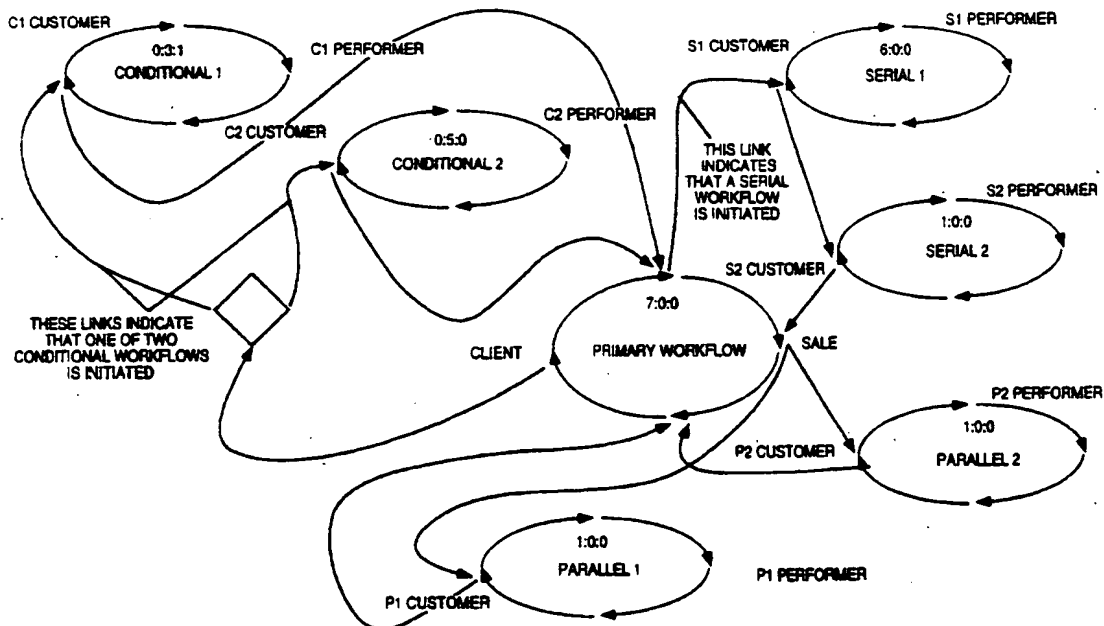 C1 CUSTOMER
0:3:1
CONDITIONAL 1
C1 PERFORMER
S1 CUSTOMER
S1 PERFORMER
6:0:0
SERIAL 1
C2 CUSTOMER
0:5:0
CONDITIONAL 2
C2 PERFORMER
THIS LINK
INDICATES
THAT A SERIAL
WORKFLOW
IS INITIATED
S2 PERFORMER
1:0:0
SERIAL 2
S2 CUSTOMER
THESE LINKS INDICATE
THAT ONE OF TWO
CONDITIONAL WORKFLOWS
IS INITIATED
CLIENT
7:0:0
PRIMARY WORKFLOW
SALE
P2 PERFORMER
1:0:0
PARALLEL 2
P2 CUSTOMER
1:0:0
PARALLEL 1
P1 CUSTOMER
P1 PERFORMER